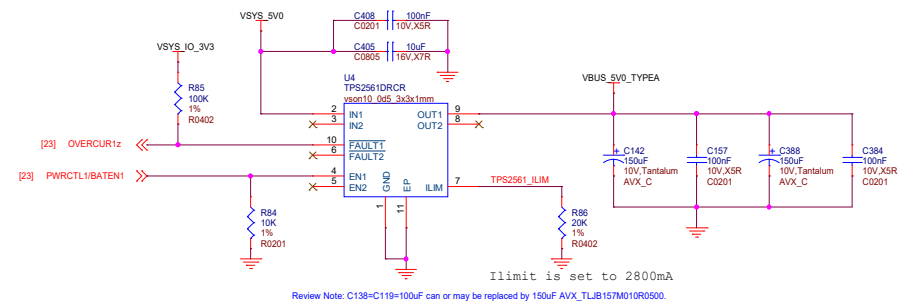 VSYS_5V0
C408 100nF
C0201 10V,X5R
C405 10uF
C0805 16V,X7R
VSYS_IO_3V3
R85
100K
1%
R0402
U4
TPS2561DRCR
vson10_0d5_3x3x1mm
2 IN1
3 IN2
10 FAULT1
6 FAULT2
4 EN1
5 EN2
GND
1
EP
11
OUT1 9
OUT2 8
ILIM 7
[23] OVERCUR1z
[23] PWRCTL1/BATEN1
R84
10K
1%
R0201
TPS2561_ILIM
R86
20K
1%
R0402
VBUS_5V0_TYPEA
+ C142
150uF
10V,Tantalum
AVX_C
C157
100nF
10V,X5R
C0201
+ C388
150uF
10V,Tantalum
AVX_C
C384
100nF
10V,X5R
C0201
Ilimit is set to 2800mA
Review Note: C138=C119=100uF can or may be replaced by 150uF AVX_TLJB157M010R0500.